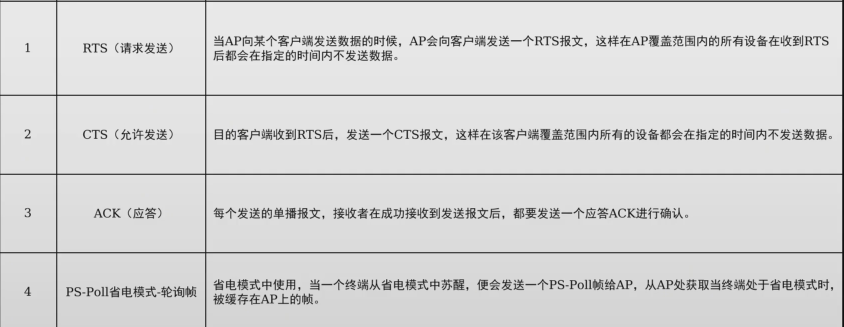 1
RTS（请求发送）
当AP向某个客户端发送数据的时候，AP会向客户端发送一个RTS报文，这样在AP覆盖范围内的所有设备在收到RTS
后都会在指定的时间内不发送数据。
2
CTS（允许发送）
目的客户端收到RTS后，发送一个CTS报文，这样在该客户端覆盖范围内所有的设备都会在指定的时间内不发送数据。
3
ACK（应答）
每个发送的单播报文，接收者在成功接收到发送报文后，都要发送一个应答ACK进行确认。
4
PS-Poll省电模式-轮询帧
省电模式中使用，当一个终端从省电模式中苏醒，便会发送一个PS-Poll帧给AP，从AP处获取当终端处于省电模式时，
被缓存在AP上的帧。